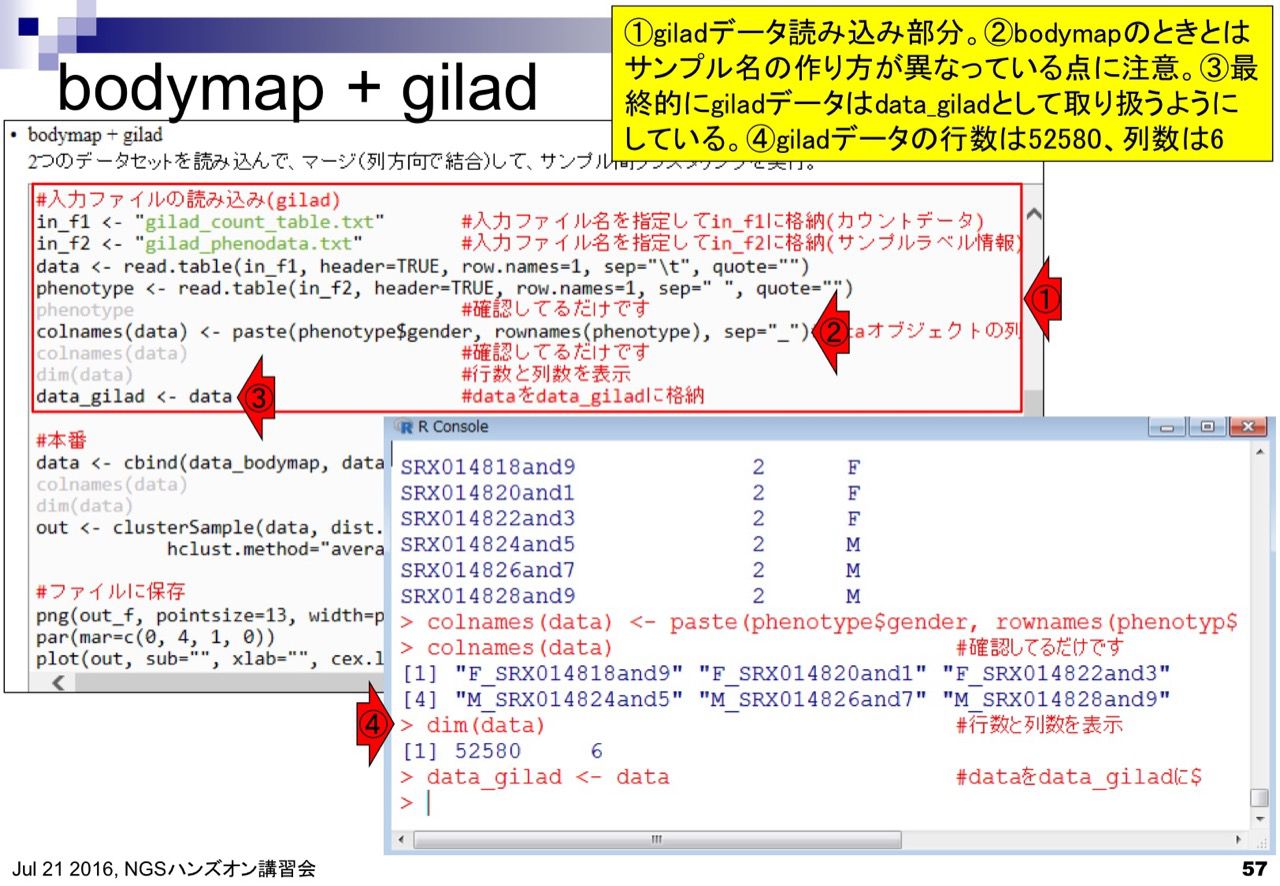 bodymap + gilad
①giladデータ読み込み部分。②bodymapのときとは
サンプル名の作り方が異なっている点に注意。③最
終的にgiladデータはdata_giladとして取り扱うように
している。④giladデータの行数は52580、列数は6
• bodymap + gilad
2つのデータセットを読み込んで、マージ(列方向で結合)して、サンプル間クラスタリングを実行。
#入力ファイルの読み込み(gilad)
in_f1 <- "gilad_count_table.txt" #入力ファイル名を指定してin_f1に格納(カウントデータ)
in_f2 <- "gilad_phenodata.txt" #入力ファイル名を指定してin_f2に格納(サンプルラベル情報)
data <- read.table(in_f1, header=TRUE, row.names=1, sep="\t", quote="")
phenotype <- read.table(in_f2, header=TRUE, row.names=1, sep=" ", quote="")
phenotype #確認してるだけです
colnames(data) <- paste(phenotype$gender, rownames(phenotype), sep="_") ②taオブジェクトの列
colnames(data) #確認してるだけです
dim(data) #行数と列数を表示
data_gilad <- data #dataをdata_giladに格納
①
③
#本番
data <- cbind(data_bodymap, data
colnames(data)
dim(data)
out <- clusterSample(data, dist.
hclust.method="avera
#ファイルに保存
png(out_f, pointsize=13, width=p
par(mar=c(0, 4, 1, 0))
plot(out, sub="", xlab="", cex.l
R Console
SRX014818and9 2 F
SRX014820and1 2 F
SRX014822and3 2 F
SRX014824and5 2 M
SRX014826and7 2 M
SRX014828and9 2 M
> colnames(data) <- paste(phenotype$gender, rownames(phenotyp$
> colnames(data) #確認してるだけです
[1] "F_SRX014818and9" "F_SRX014820and1" "F_SRX014822and3"
[4] "M_SRX014824and5" "M_SRX014826and7" "M_SRX014828and9"
④
> dim(data) #行数と列数を表示
[1] 52580 6
> data_gilad <- data #dataをdata_giladに$
>
Jul 21 2016, NGSハンズオン講習会
57